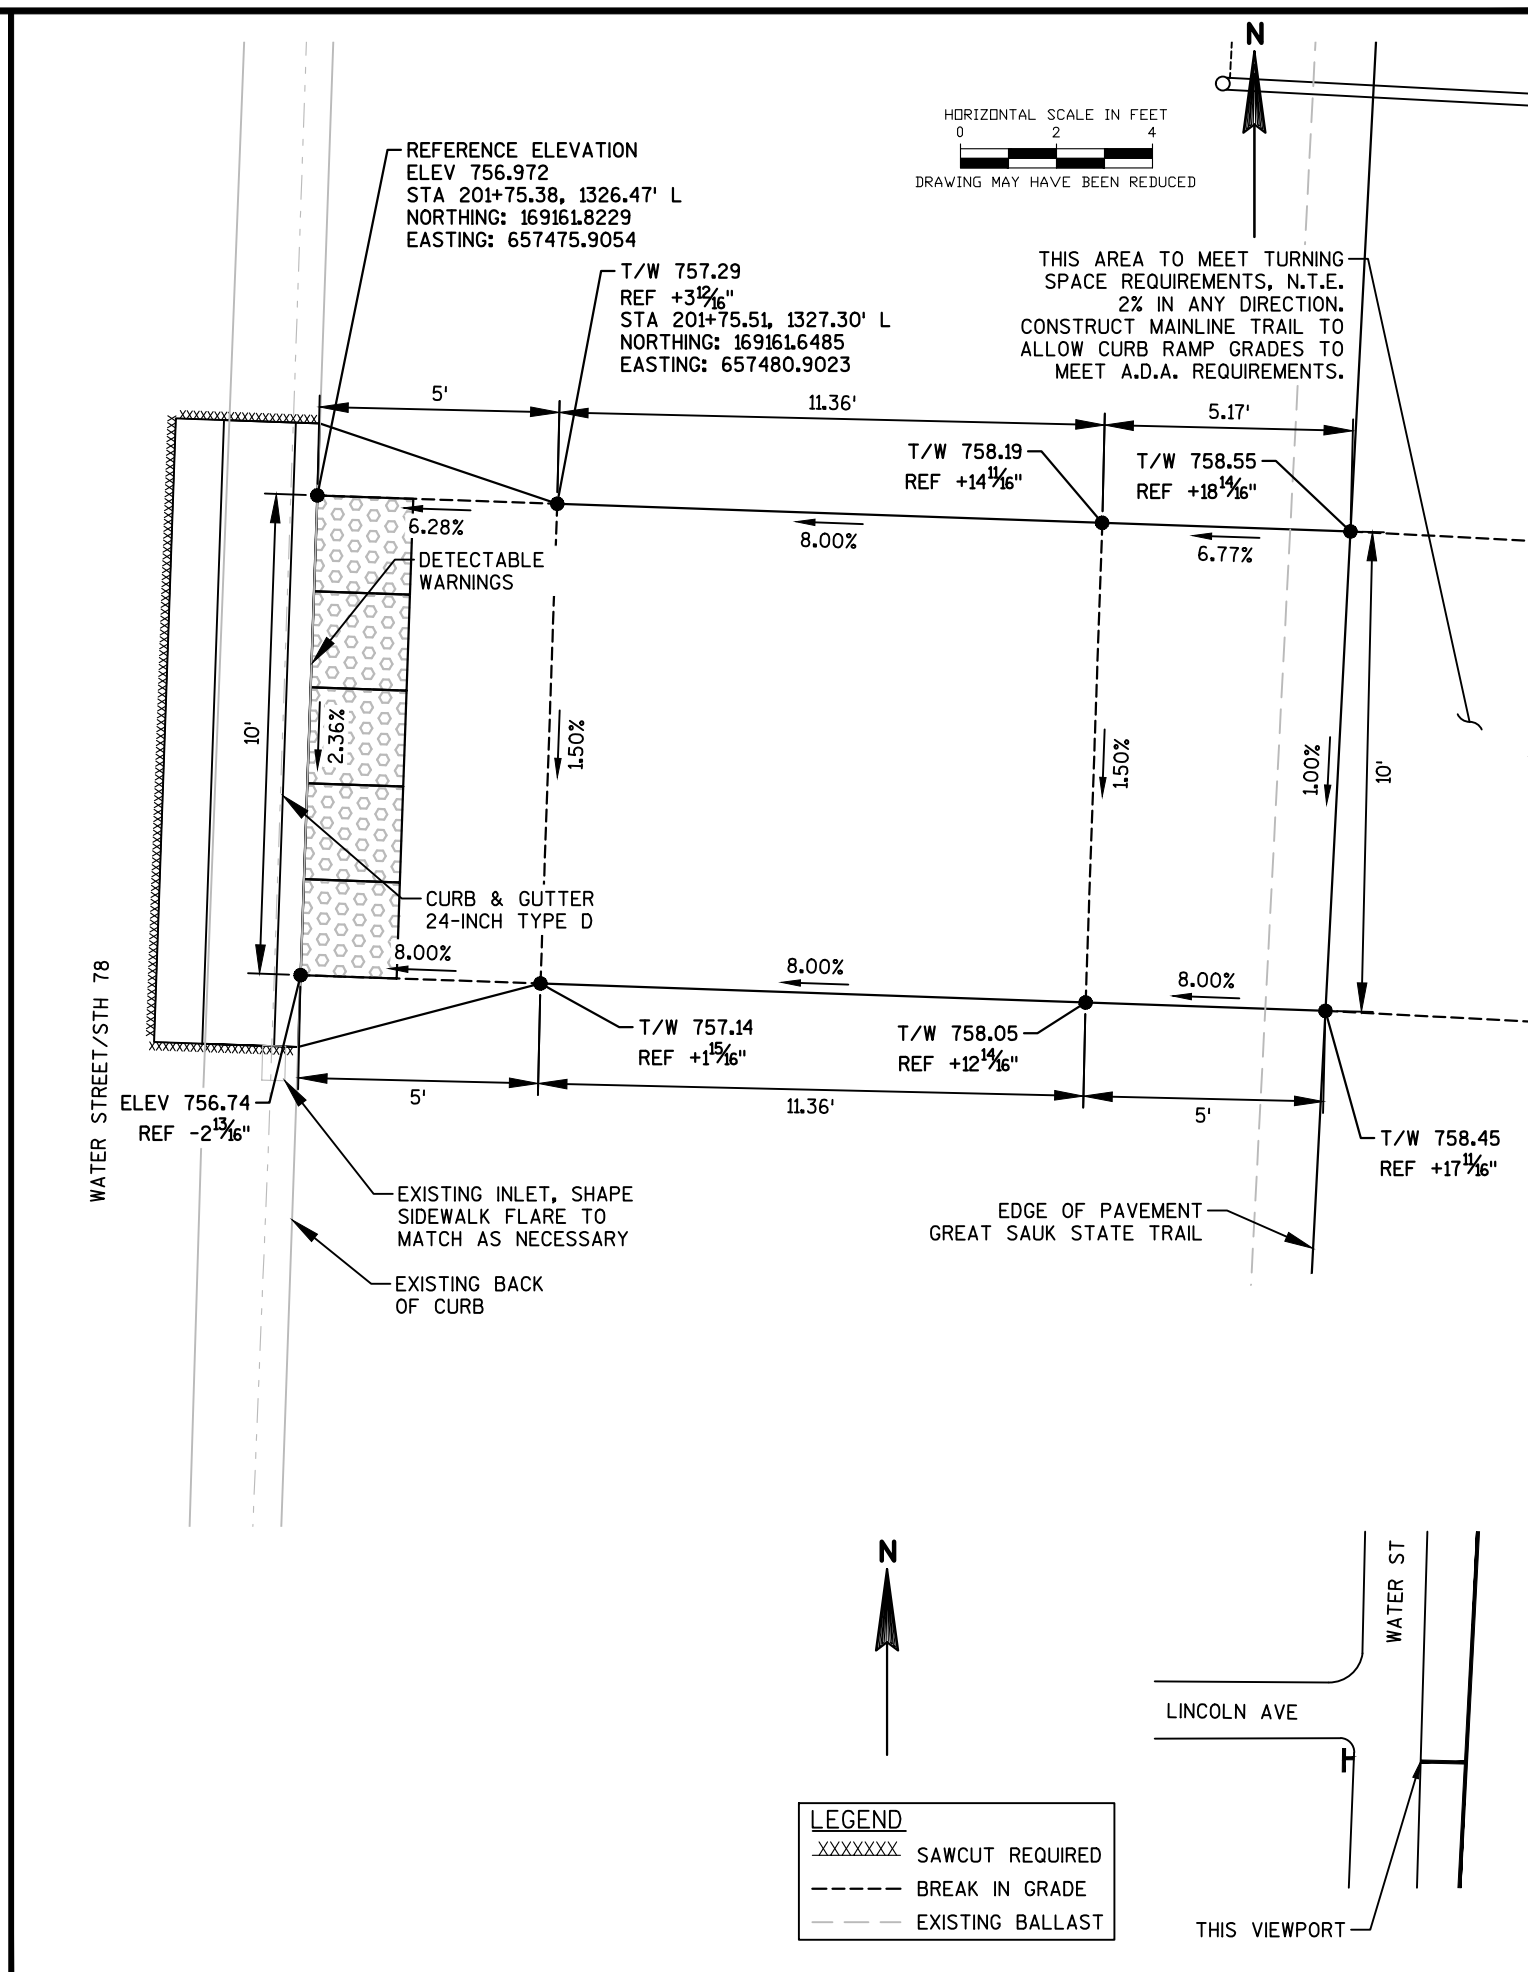 N
HORIZONTAL SCALE IN FEET
0 2 4
DRAWING MAY HAVE BEEN REDUCED
REFERENCE ELEVATION
ELEV 756.972
STA 201+75.38, 1326.47' L
NORTHING: 169161.8229
EASTING: 657475.9054
T/W 757.29
REF +3 12/16"
STA 201+75.51, 1327.30' L
NORTHING: 169161.6485
EASTING: 657480.9023
THIS AREA TO MEET TURNING
SPACE REQUIREMENTS, N.T.E.
2% IN ANY DIRECTION.
CONSTRUCT MAINLINE TRAIL TO
ALLOW CURB RAMP GRADES TO
MEET A.D.A. REQUIREMENTS.
5'
11.36'
5.17'
T/W 758.19
REF +14 11/16"
T/W 758.55
REF +18 14/16"
6.28%
8.00%
6.77%
DETECTABLE
WARNINGS
10'
2.36%
1.50%
1.50%
1.00%
10'
CURB & GUTTER
24-INCH TYPE D
8.00%
8.00%
8.00%
WATER STREET/STH 78
T/W 757.14
REF +1 15/16"
T/W 758.05
REF +12 14/16"
5'
11.36'
5'
ELEV 756.74
REF -2 13/16"
T/W 758.45
REF +17 11/16"
EXISTING INLET, SHAPE
SIDEWALK FLARE TO
MATCH AS NECESSARY
EDGE OF PAVEMENT
GREAT SAUK STATE TRAIL
EXISTING BACK
OF CURB
N
WATER ST
LINCOLN AVE
LEGEND
XXXXXXX SAWCUT REQUIRED
BREAK IN GRADE
EXISTING BALLAST
THIS VIEWPORT